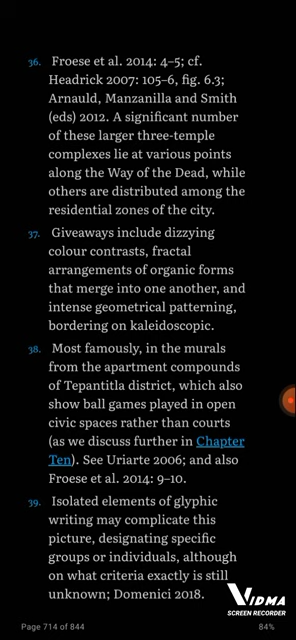 36. Froese et al. 2014: 4–5; cf.
Headrick 2007: 105–6, fig. 6.3;
Arnauld, Manzanilla and Smith
(eds) 2012. A significant number
of these larger three-temple
complexes lie at various points
along the Way of the Dead, while
others are distributed among the
residential zones of the city.
37. Giveaways include dizzying
colour contrasts, fractal
arrangements of organic forms
that merge into one another, and
intense geometrical patterning,
bordering on kaleidoscopic.
38. Most famously, in the murals
from the apartment compounds
of Tepantitla district, which also
show ball games played in open
civic spaces rather than courts
(as we discuss further in Chapter
Ten). See Uriarte 2006; and also
Froese et al. 2014: 9–10.
39. Isolated elements of glyphic
writing may complicate this
picture, designating specific
groups or individuals, although
on what criteria exactly is still
unknown; Domenici 2018.
VIDMA
SCREEN RECORDER
Page 714 of 844 84%